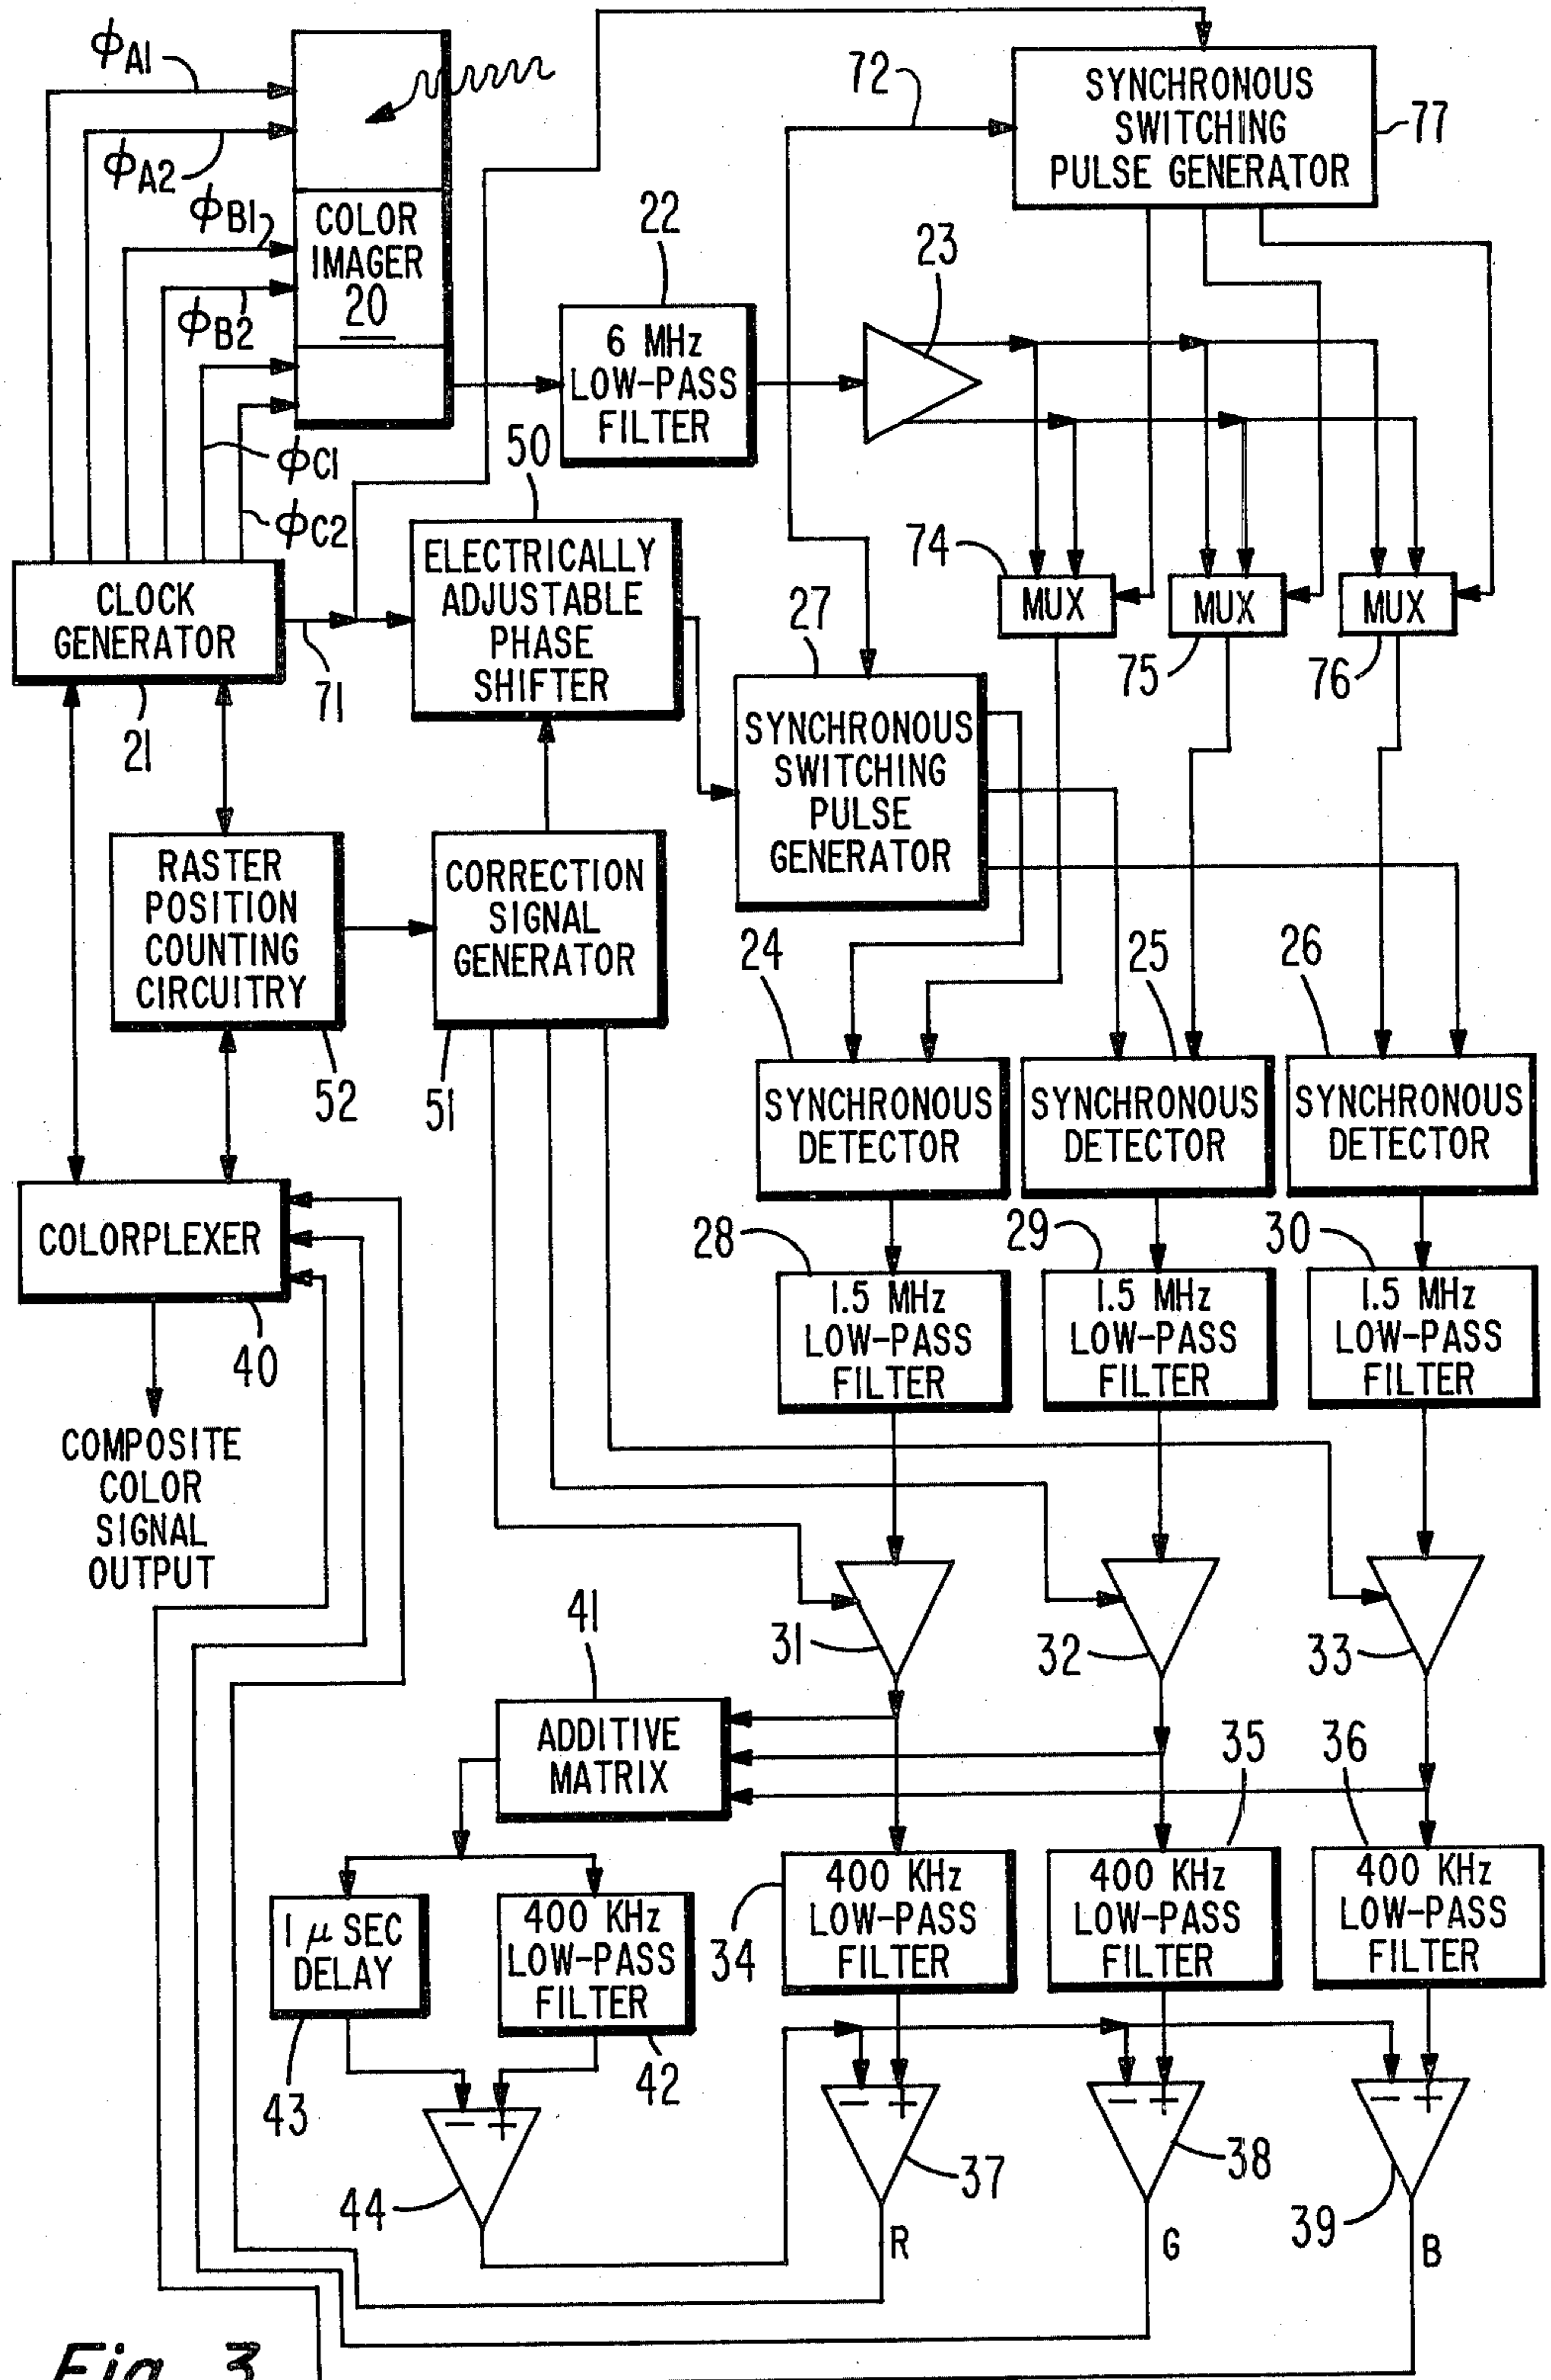 ΦA1
72
SYNCHRONOUS
SWITCHING
PULSE GENERATOR
77
ΦA2
ΦB1
COLOR
IMAGER
20
ΦB2
22
6 MHz
LOW-PASS
FILTER
23
ΦC1
ΦC2
50
ELECTRICALLY
ADJUSTABLE
PHASE
SHIFTER
74
MUX
MUX
MUX
75
76
CLOCK
GENERATOR
71
21
27
SYNCHRONOUS
SWITCHING
PULSE
GENERATOR
RASTER
POSITION
COUNTING
CIRCUITRY
52
CORRECTION
SIGNAL
GENERATOR
51
24
25
26
SYNCHRONOUS
DETECTOR
SYNCHRONOUS
DETECTOR
SYNCHRONOUS
DETECTOR
COLORPLEXER
40
28
1.5 MHz
LOW-PASS
FILTER
29
1.5 MHz
LOW-PASS
FILTER
30
1.5 MHz
LOW-PASS
FILTER
COMPOSITE
COLOR
SIGNAL
OUTPUT
31
32
33
41
ADDITIVE
MATRIX
35
36
34
400 KHz
LOW-PASS
FILTER
400 KHz
LOW-PASS
FILTER
400 KHz
LOW-PASS
FILTER
1 μ SEC
DELAY
43
400 KHz
LOW-PASS
FILTER
42
− +
− +
− +
− +
44
37
38
39
R
G
B
Fig. 3